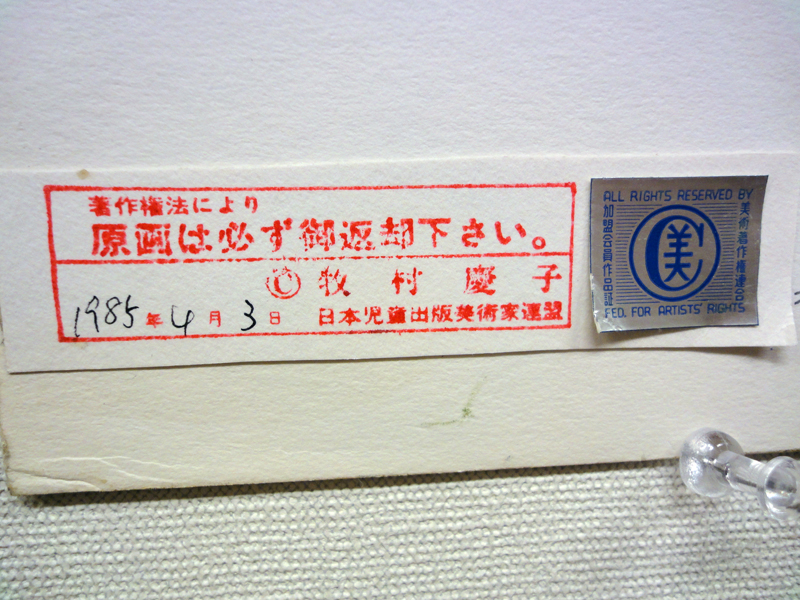 著作権法により
原画は必ず御返却下さい。
Ⓒ 牧村慶子
1985年4月3日 日本児童出版美術家連盟
ALL RIGHTS RESERVED BY
加盟会員作品証
美
美術著作権連合
FED. FOR ARTISTS' RIGHTS